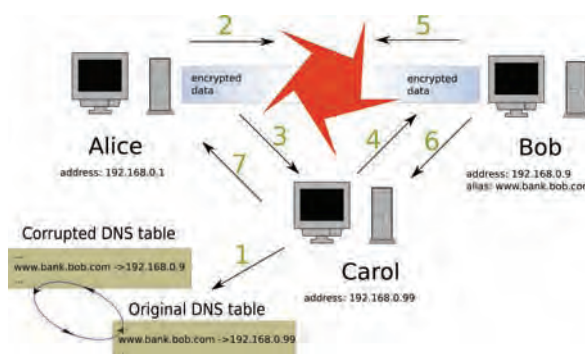 2
5
encrypted
data
encrypted
data
Alice
address: 192.168.0.1
3
4
6
7
Bob
address: 192.168.0.9
alias: www.bank.bob.com
Corrupted DNS table
...
www.bank.bob.com ->192.168.0.9
...
1
Carol
address: 192.168.0.99
Original DNS table
www.bank.bob.com ->192.168.0.99